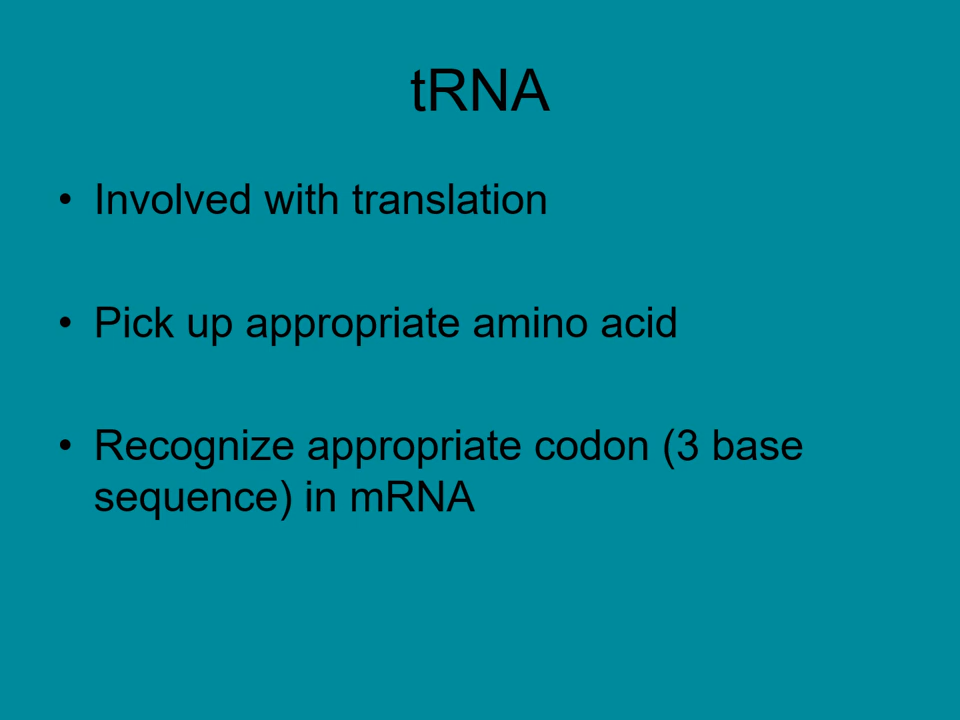 tRNA
• Involved with translation
• Pick up appropriate amino acid
• Recognize appropriate codon (3 base
sequence) in mRNA